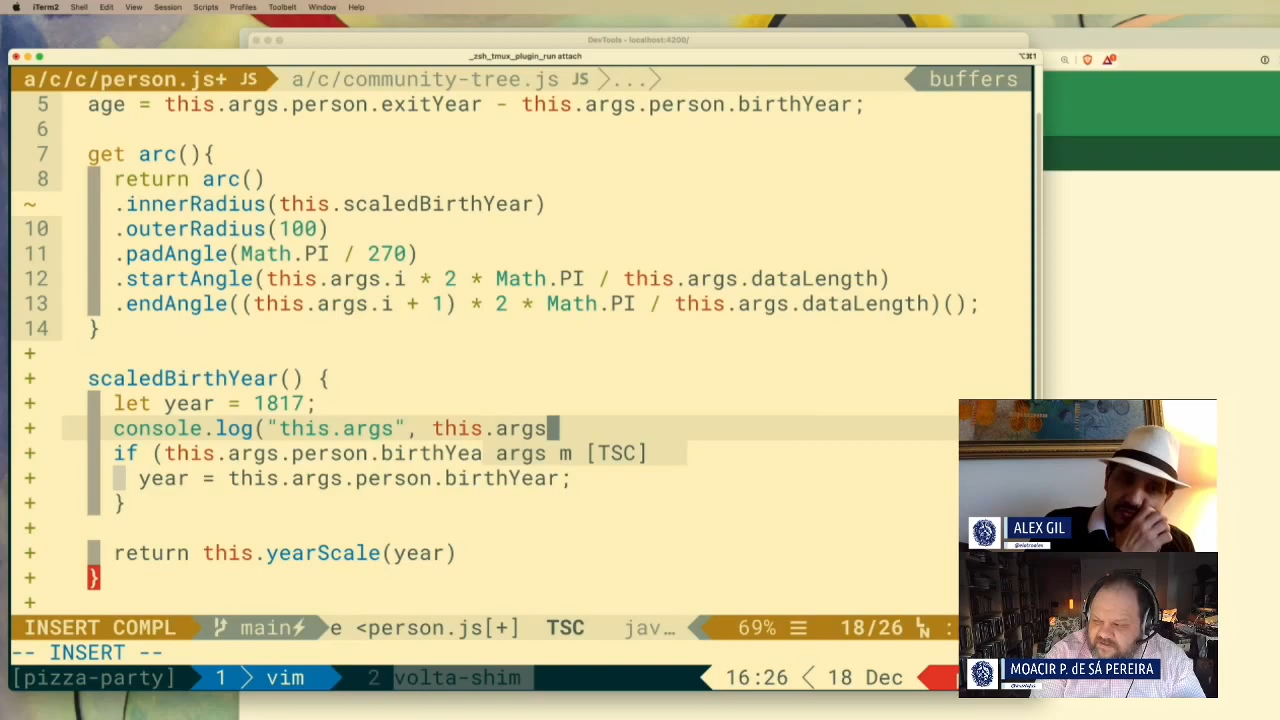 iTerm2 Shell Edit View Session Scripts Profiles Toolbelt Window Help
DevTools - localhost:4200/
_zsh_tmux_plugin_run attach ⌥⌘1
a/c/c/person.js+ JS a/c/community-tree.js JS ... buffers
5 age = this.args.person.exitYear - this.args.person.birthYear;
6
7 get arc(){
8 return arc()
~ .innerRadius(this.scaledBirthYear)
10 .outerRadius(100)
11 .padAngle(Math.PI / 270)
12 .startAngle(this.args.i * 2 * Math.PI / this.args.dataLength)
13 .endAngle((this.args.i + 1) * 2 * Math.PI / this.args.dataLength)();
14 }
+
+ scaledBirthYear() {
+ let year = 1817;
+ console.log("this.args", this.args
+ if (this.args.person.birthYea args m [TSC]
+ year = this.args.person.birthYear;
+ }
+
+ return this.yearScale(year)
+ }
+
INSERT COMPL main⚡ e <person.js[+] TSC jav… 69% ☰ 18/26 :
-- INSERT --
[pizza-party] 1 vim 2 volta-shim 16:26 18 Dec
ALEX GIL
@elotroalex
MOACIR P. dE SÁ PEREIRA